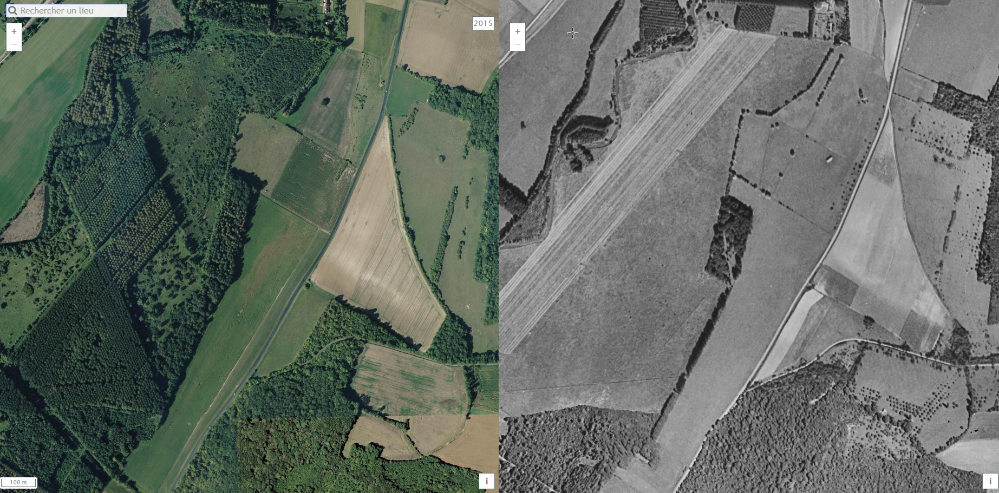 Rechercher un lieu
2015
+
–
+
–
100 m
i
i